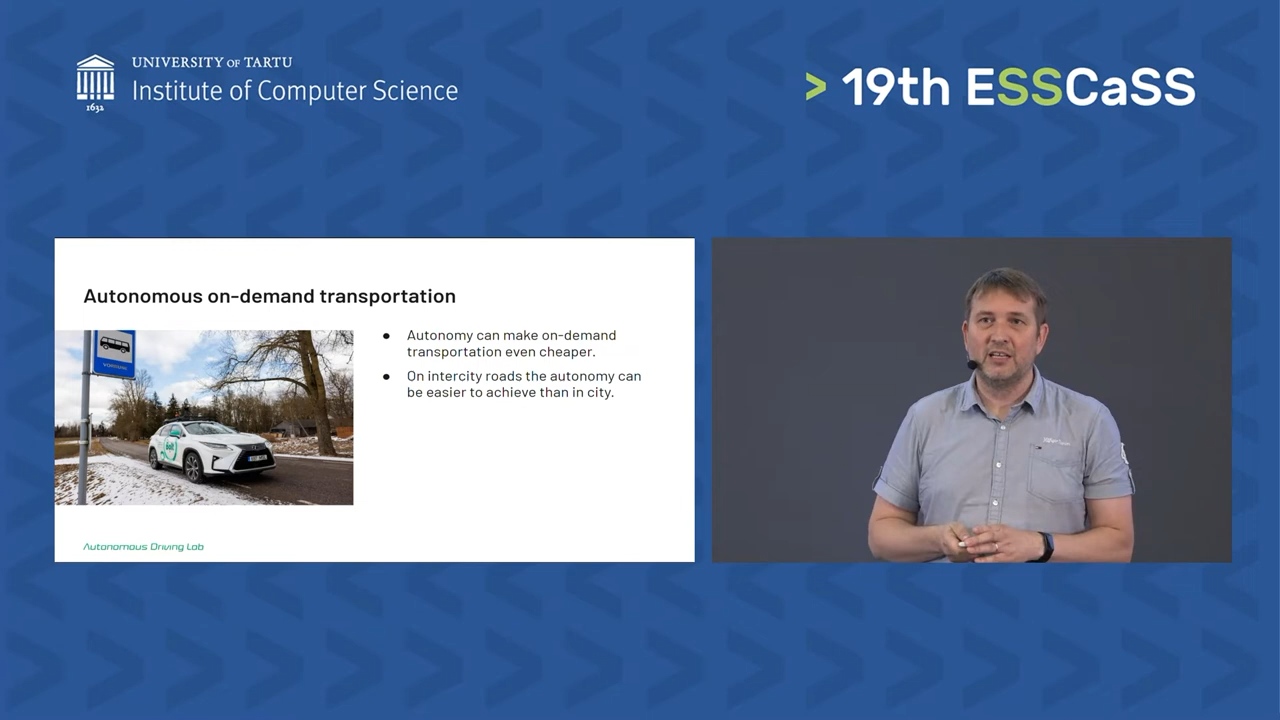 UNIVERSITY OF TARTU
Institute of Computer Science
1632
> 19th ESSCaSS
Autonomous on-demand transportation
● Autonomy can make on-demand
transportation even cheaper.
● On intercity roads the autonomy can
be easier to achieve than in city.
Bolt
Autonomous Driving Lab